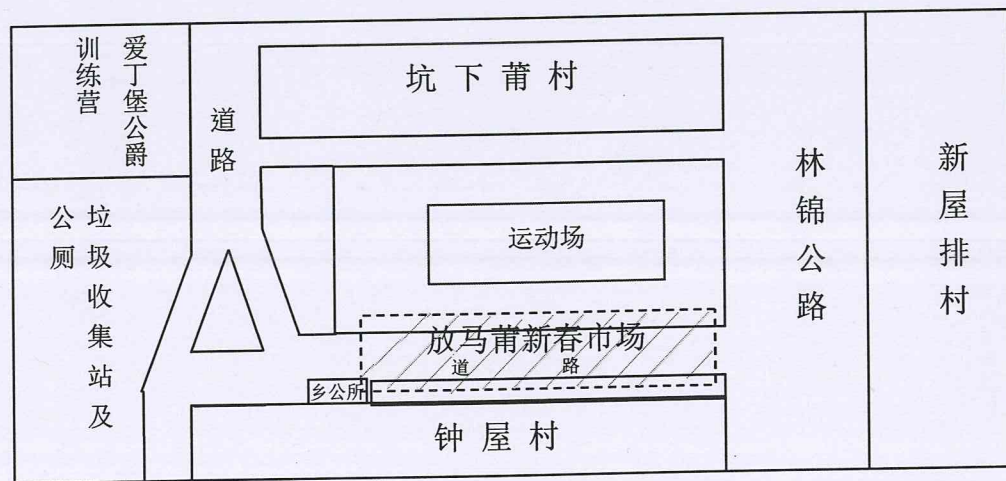 爱丁堡公爵
训练营
道路
坑下莆村
垃圾收集站及
公厕
运动场
林锦公路
新屋排村
放马莆新春市场
道 路
乡公所
钟屋村